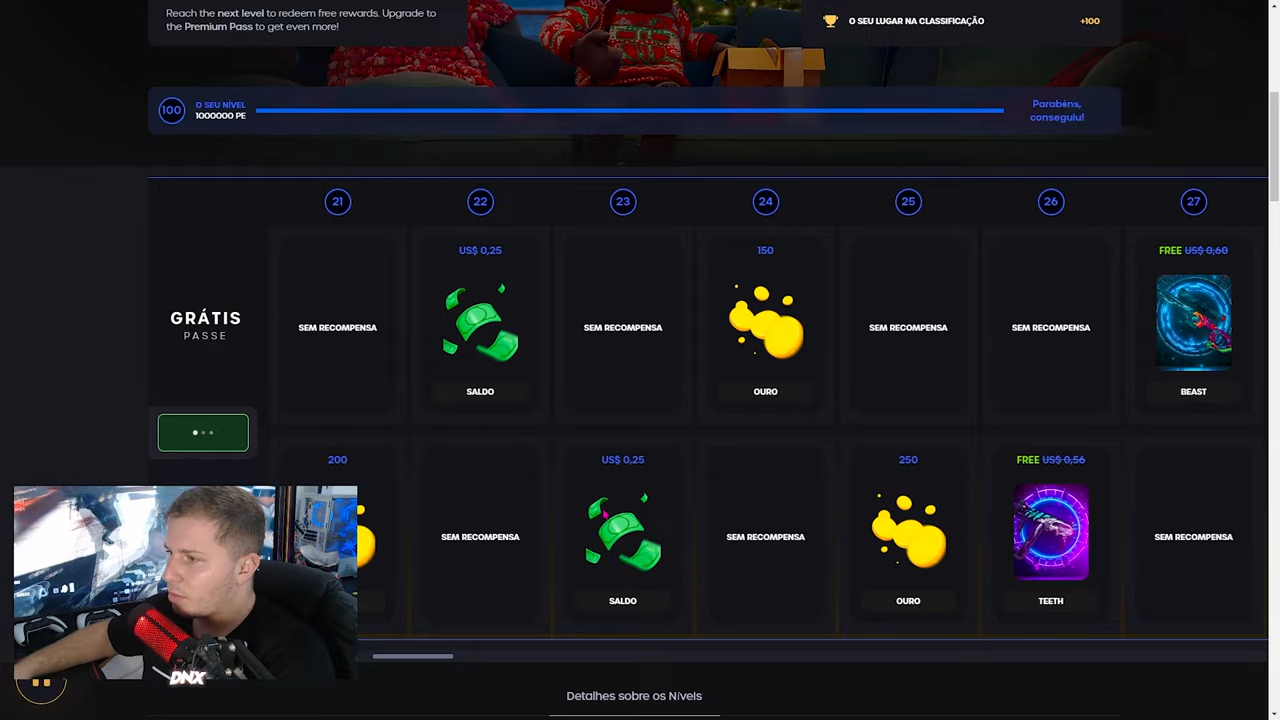 Reach the next level to redeem free rewards. Upgrade to
the Premium Pass to get even more!
O SEU LUGAR NA CLASSIFICAÇÃO
+100
100
O SEU NÍVEL
1000000 PE
Parabéns,
conseguiu!
21
22
23
24
25
26
27
GRÁTIS
PASSE
SEM RECOMPENSA
US$ 0,25
SALDO
SEM RECOMPENSA
150
OURO
SEM RECOMPENSA
SEM RECOMPENSA
FREE US$ 0,60
BEAST
200
SEM RECOMPENSA
US$ 0,25
SALDO
SEM RECOMPENSA
250
OURO
FREE US$ 0,56
TEETH
SEM RECOMPENSA
DNX
Detalhes sobre os Níveis